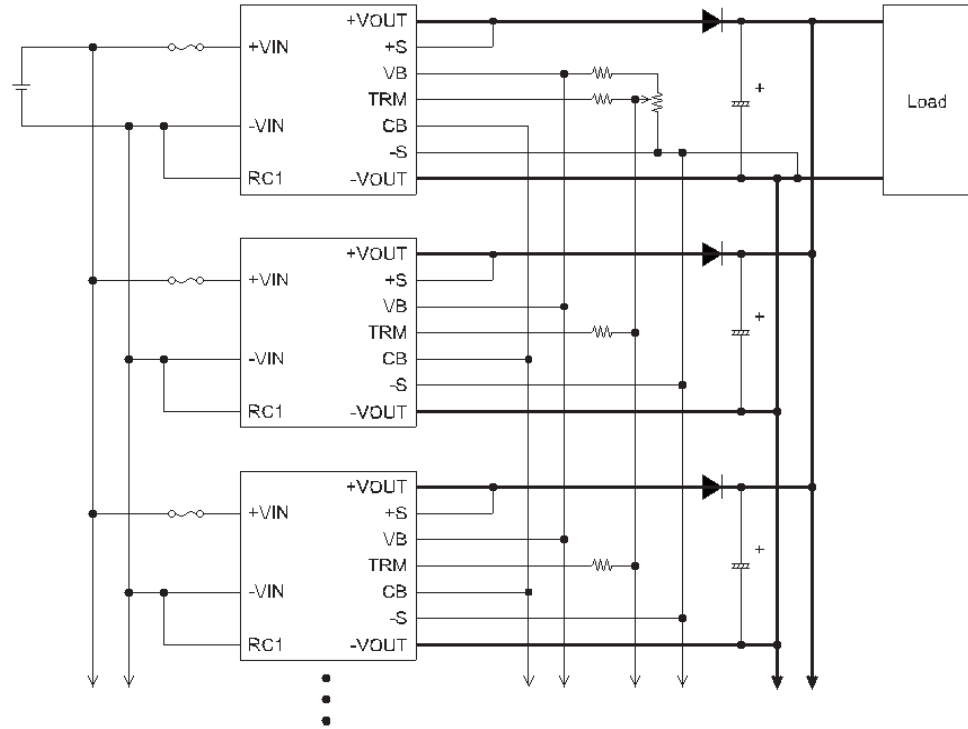 +VOUT
+VIN
+S
VB
TRM
CB
-VIN
-S
RC1
-VOUT
+
Load
+VOUT
+VIN
+S
VB
TRM
CB
-VIN
-S
RC1
-VOUT
+
+VOUT
+VIN
+S
VB
TRM
CB
-VIN
-S
RC1
-VOUT
+